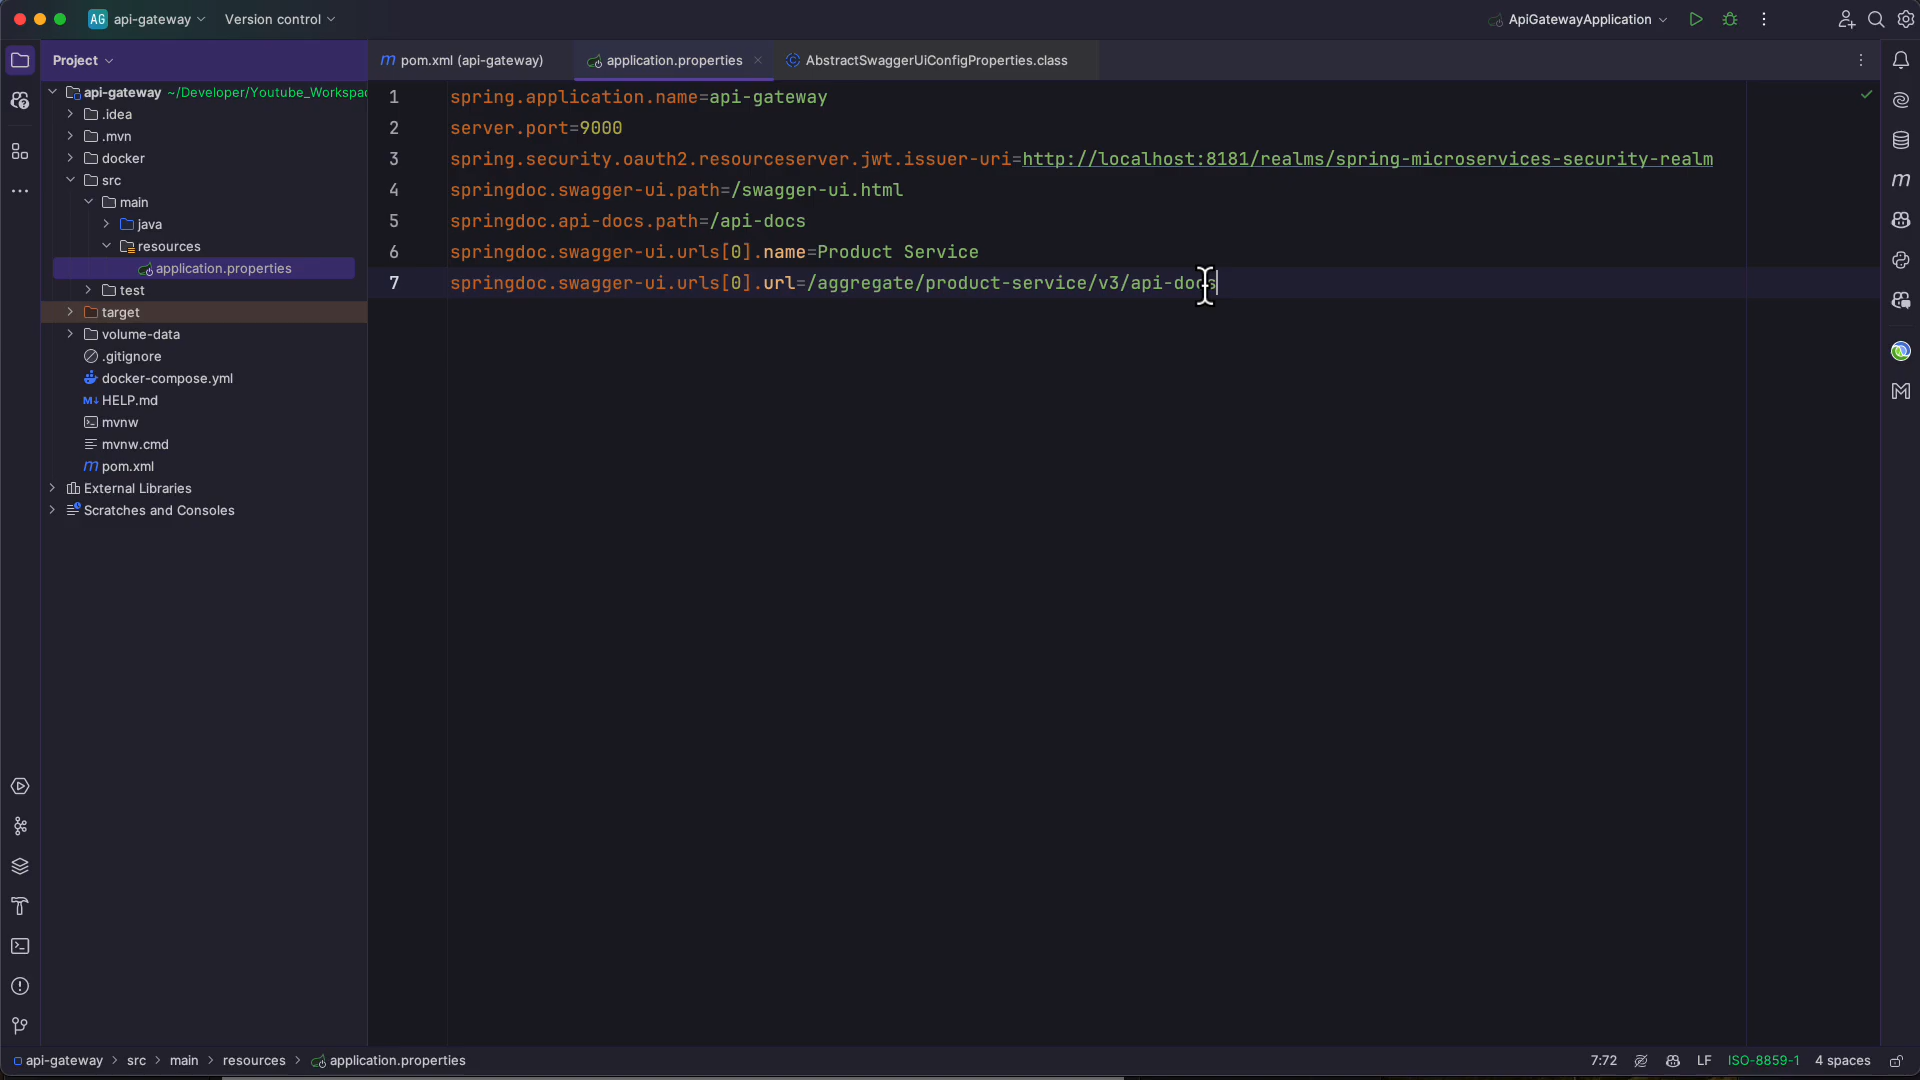 AG api-gateway Version control ApiGatewayApplication
Project
pom.xml (api-gateway) application.properties AbstractSwaggerUiConfigProperties.class
api-gateway ~/Developer/Youtube_Workspac
.idea
.mvn
docker
src
main
java
resources
application.properties
test
target
volume-data
.gitignore
docker-compose.yml
HELP.md
mvnw
mvnw.cmd
pom.xml
External Libraries
Scratches and Consoles
1 spring.application.name=api-gateway
2 server.port=9000
3 spring.security.oauth2.resourceserver.jwt.issuer-uri=http://localhost:8181/realms/spring-microservices-security-realm
4 springdoc.swagger-ui.path=/swagger-ui.html
5 springdoc.api-docs.path=/api-docs
6 springdoc.swagger-ui.urls[0].name=Product Service
7 springdoc.swagger-ui.urls[0].url=/aggregate/product-service/v3/api-docs
api-gateway > src > main > resources > application.properties
7:72 LF ISO-8859-1 4 spaces